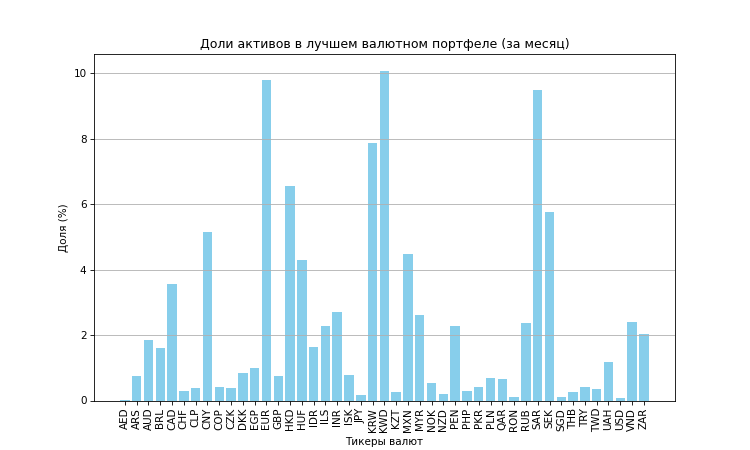 Доли активов в лучшем валютном портфеле (за месяц)
Доля (%)
10
8
6
4
2
0
AED ARS AUD BRL CAD CHF CLP CNY COP CZK DKK EGP EUR GBP HKD HUF IDR ILS INR ISK JPY KRW KWD KZT MXN MYR NOK NZD PEN PHP PKR PLN QAR RON RUB SAR SEK SGD THB TRY TWD UAH USD VND ZAR
Тикеры валют